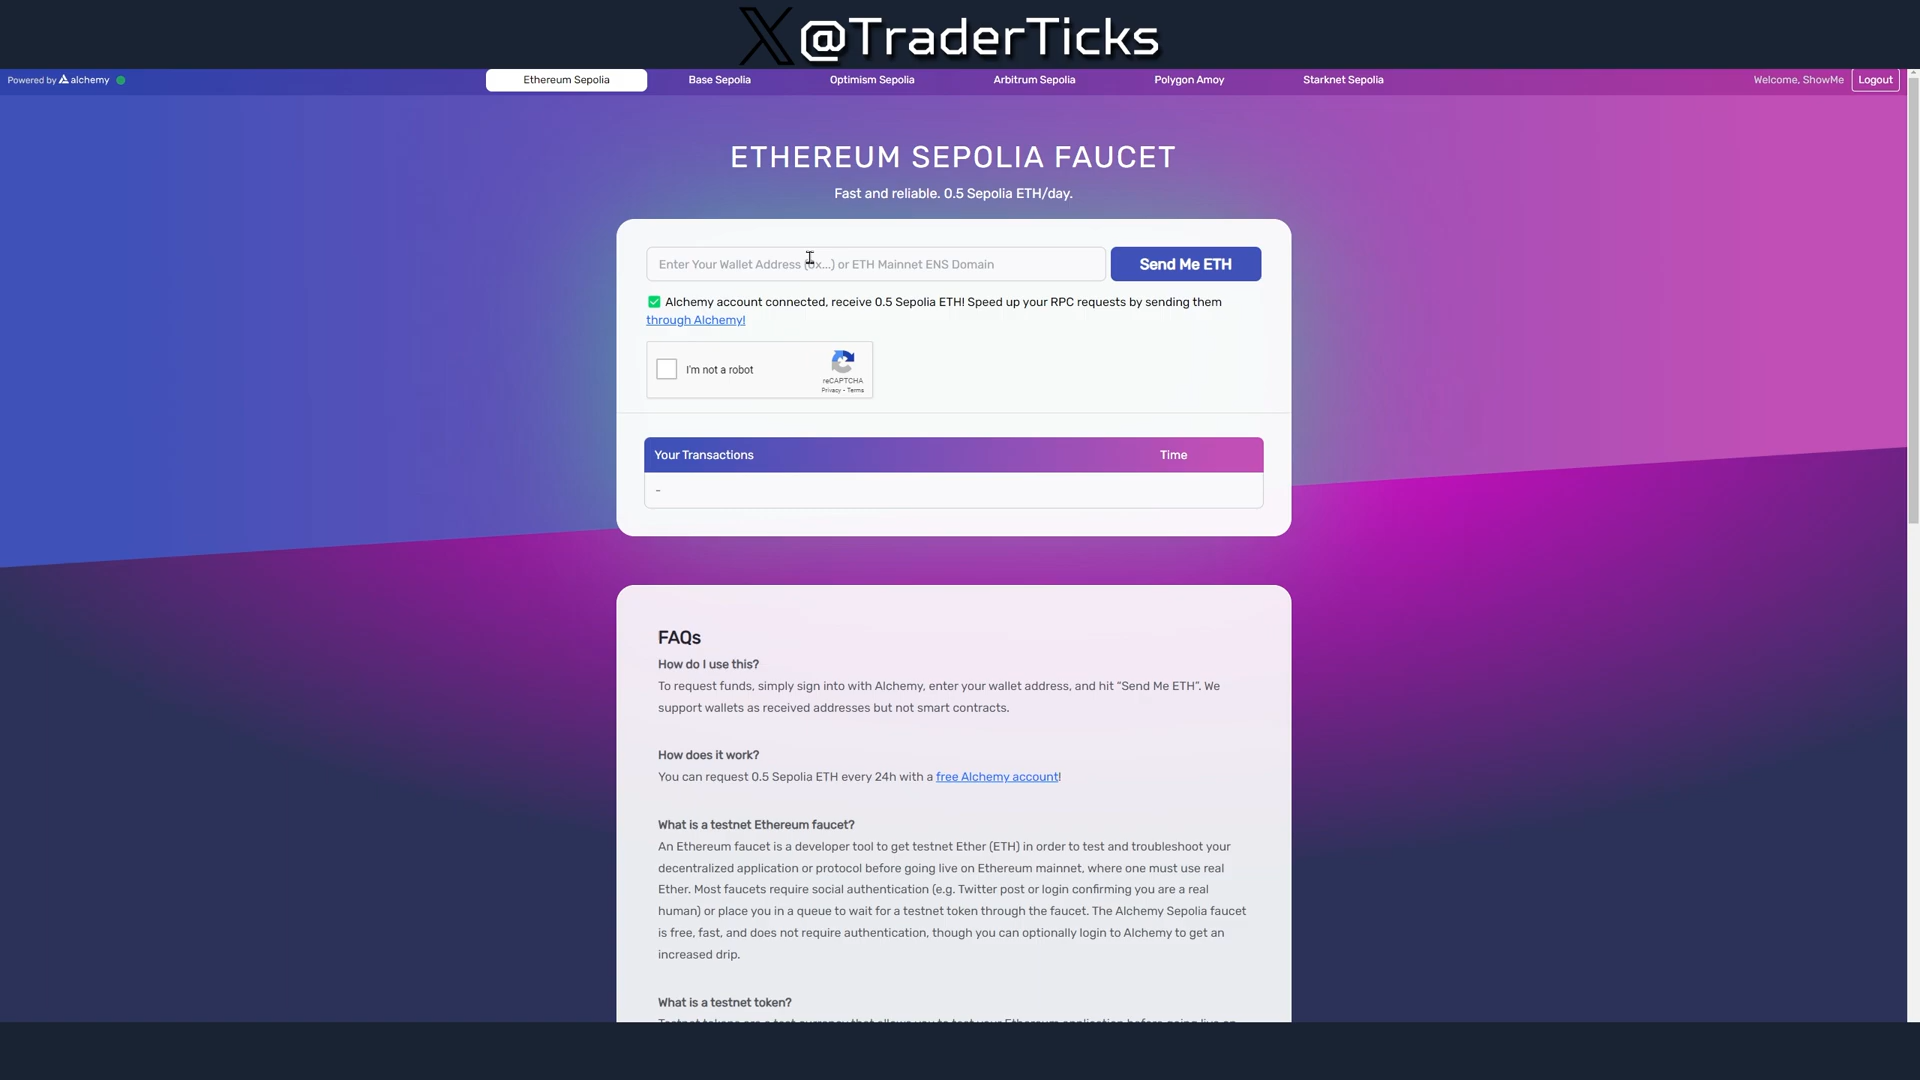 X @TraderTicks
Powered by alchemy
Ethereum Sepolia
Base Sepolia
Optimism Sepolia
Arbitrum Sepolia
Polygon Amoy
Starknet Sepolia
Welcome, ShowMe
Logout
ETHEREUM SEPOLIA FAUCET
Fast and reliable. 0.5 Sepolia ETH/day.
Enter Your Wallet Address (0x...) or ETH Mainnet ENS Domain
Send Me ETH
Alchemy account connected, receive 0.5 Sepolia ETH! Speed up your RPC requests by sending them
through Alchemy!
I'm not a robot
reCAPTCHA
Privacy - Terms
Your Transactions
Time
-
FAQs
How do I use this?
To request funds, simply sign into with Alchemy, enter your wallet address, and hit “Send Me ETH”. We
support wallets as received addresses but not smart contracts.
How does it work?
You can request 0.5 Sepolia ETH every 24h with a free Alchemy account!
What is a testnet Ethereum faucet?
An Ethereum faucet is a developer tool to get testnet Ether (ETH) in order to test and troubleshoot your
decentralized application or protocol before going live on Ethereum mainnet, where one must use real
Ether. Most faucets require social authentication (e.g. Twitter post or login confirming you are a real
human) or place you in a queue to wait for a testnet token through the faucet. The Alchemy Sepolia faucet
is free, fast, and does not require authentication, though you can optionally login to Alchemy to get an
increased drip.
What is a testnet token?